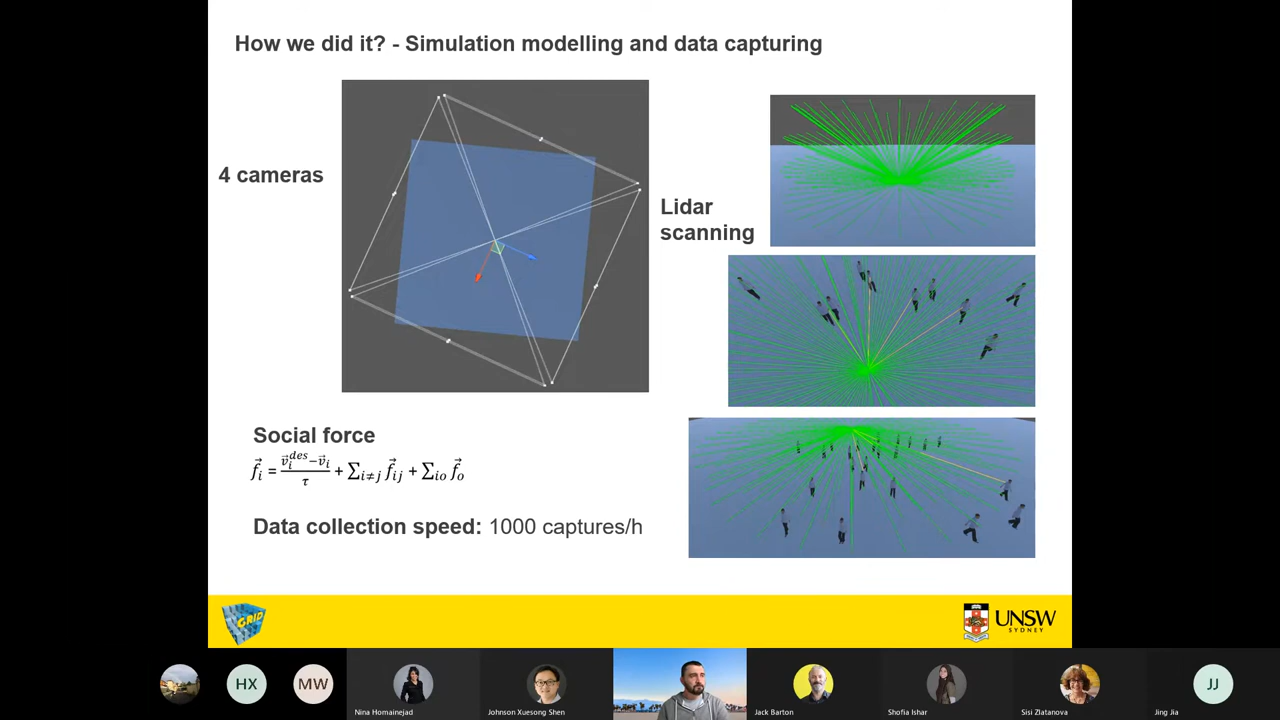 How we did it? - Simulation modelling and data capturing
4 cameras
Lidar
scanning
Social force
f⃗ᵢ = (v⃗ᵢᵈᵉˢ−v⃗ᵢ)/τ + ∑ᵢ≠ⱼ f⃗ᵢⱼ + ∑ᵢₒ f⃗ₒ
Data collection speed: 1000 captures/h
GRID
UNSW
SYDNEY
HX
MW
JJ
Nina Homainejad
Johnson Xuesong Shen
Jack Barton
Shofia Ishar
Sisi Zlatanova
Jing Jia